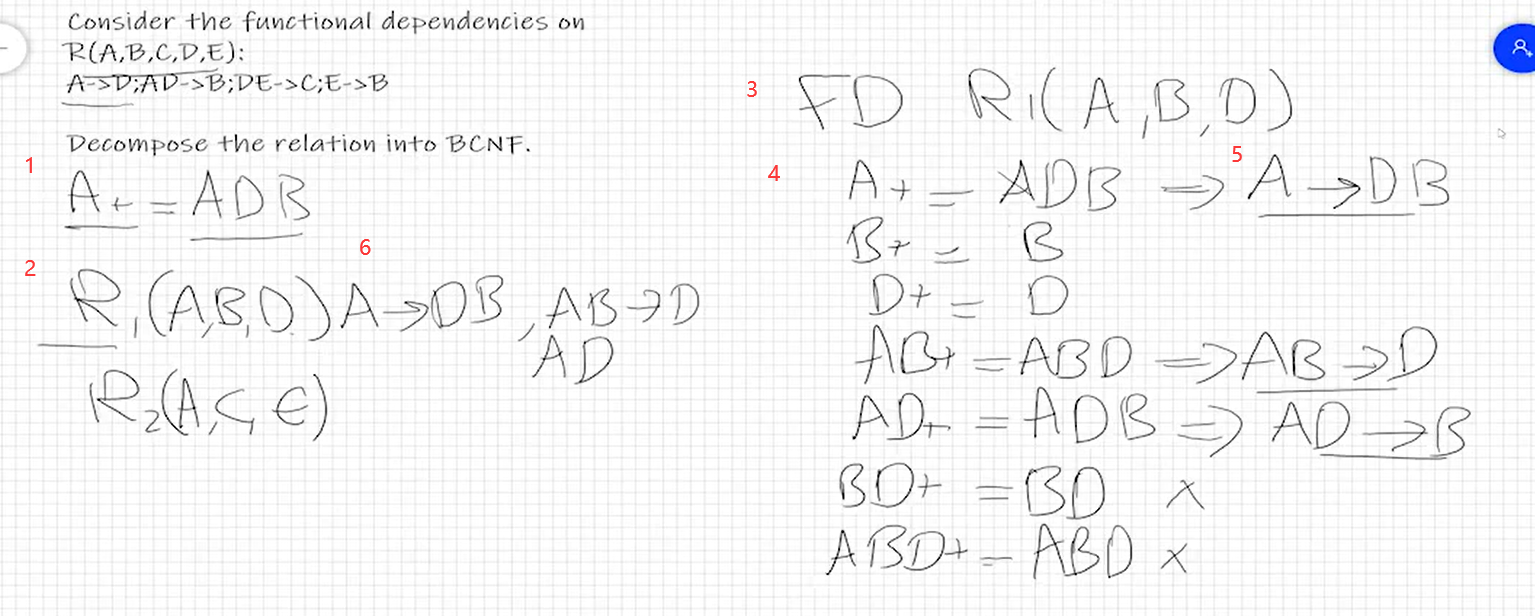 Consider the functional dependencies on
R(A,B,C,D,E):
A->D;AD->B;DE->C;E->B
Decompose the relation into BCNF.
1
A+ = ADB
2
6
R1(A,B,D) A→DB, AB→D
AD
R2(A,C,E)
3
FD R1(A,B,D)
4
5
A+ = ADB ⇒ A→DB
B+ = B
D+ = D
AB+ = ABD ⇒ AB→D
AD+ = ADB ⇒ AD→B
BD+ = BD ×
ABD+ = ABD ×